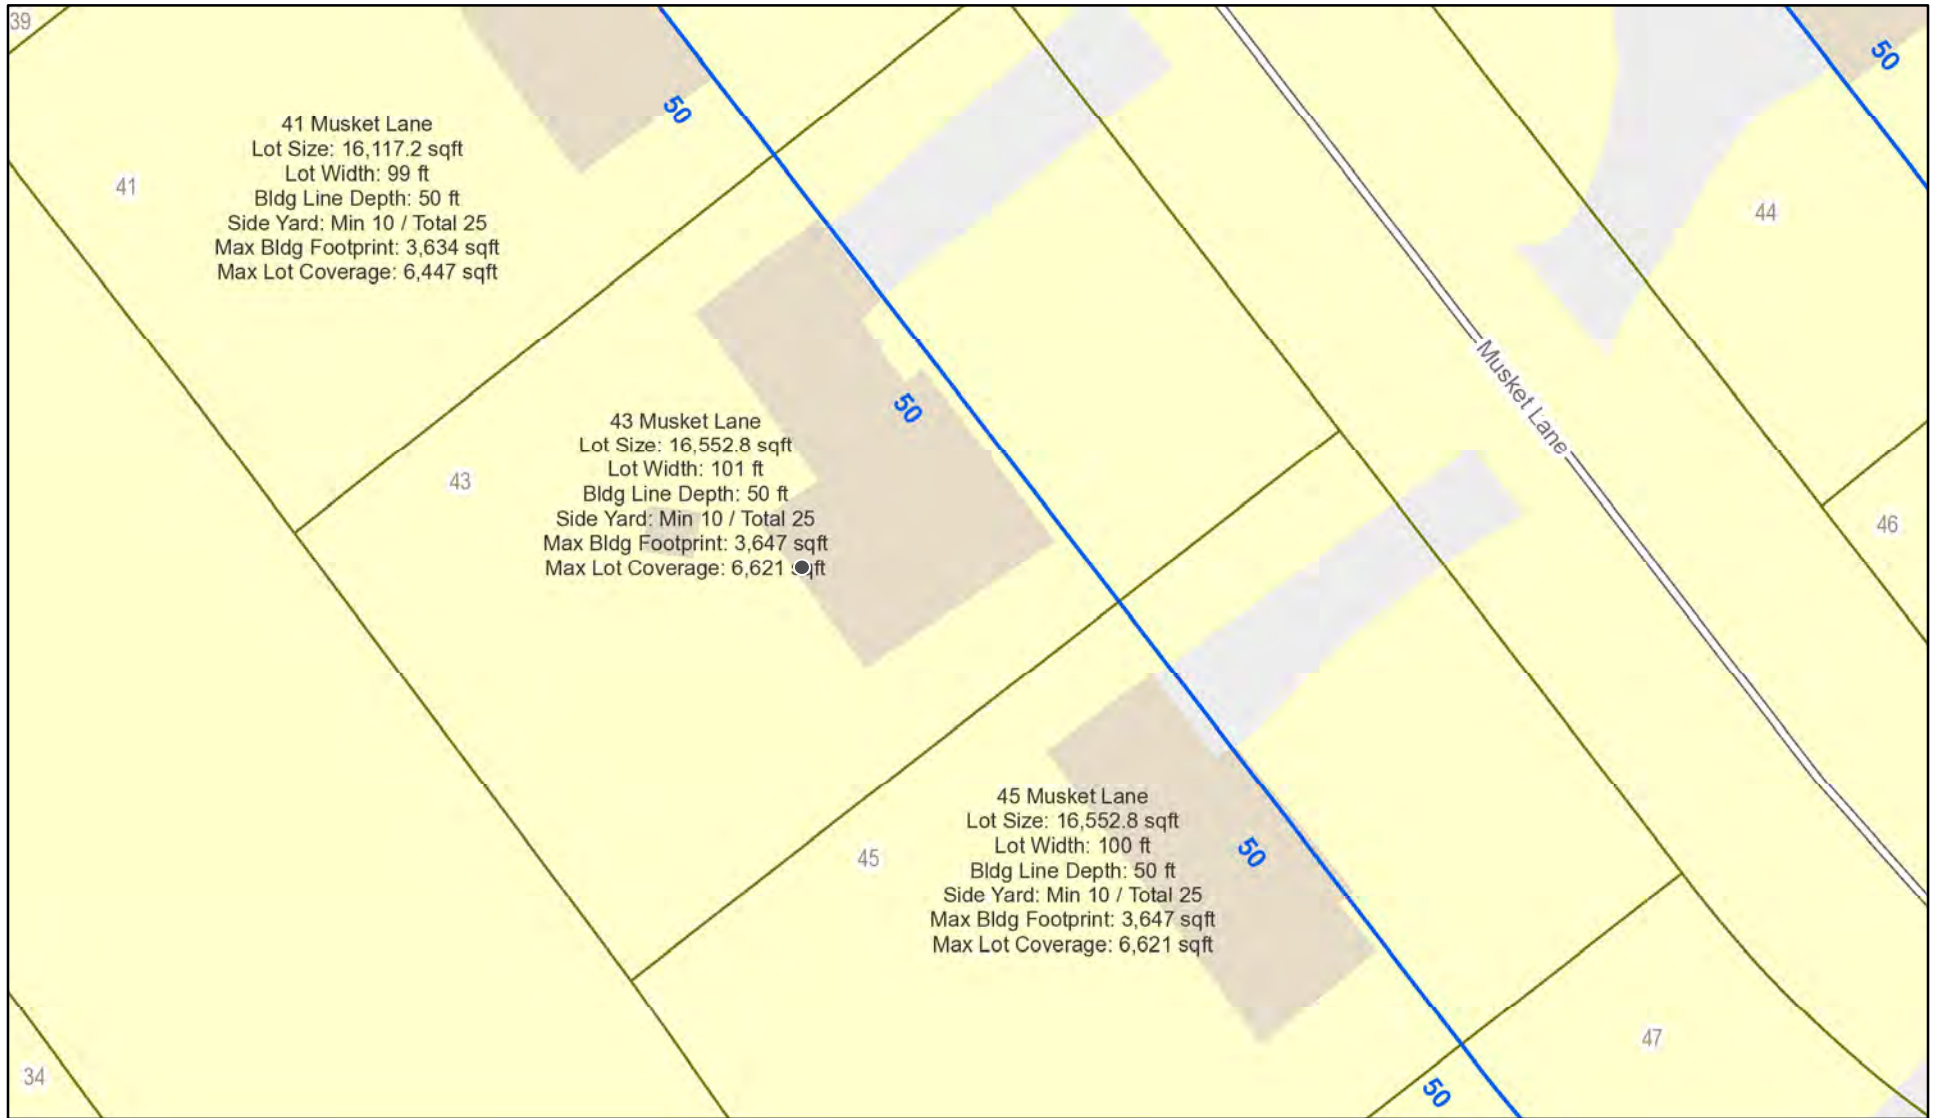 39
50
50
41 Musket Lane
Lot Size: 16,117.2 sqft
Lot Width: 99 ft
Bldg Line Depth: 50 ft
Side Yard: Min 10 / Total 25
Max Bldg Footprint: 3,634 sqft
Max Lot Coverage: 6,447 sqft
41
44
Musket Lane
50
43 Musket Lane
Lot Size: 16,552.8 sqft
Lot Width: 101 ft
Bldg Line Depth: 50 ft
Side Yard: Min 10 / Total 25
Max Bldg Footprint: 3,647 sqft
Max Lot Coverage: 6,621 sqft
43
46
45 Musket Lane
Lot Size: 16,552.8 sqft
Lot Width: 100 ft
Bldg Line Depth: 50 ft
Side Yard: Min 10 / Total 25
Max Bldg Footprint: 3,647 sqft
Max Lot Coverage: 6,621 sqft
45
50
47
34
50